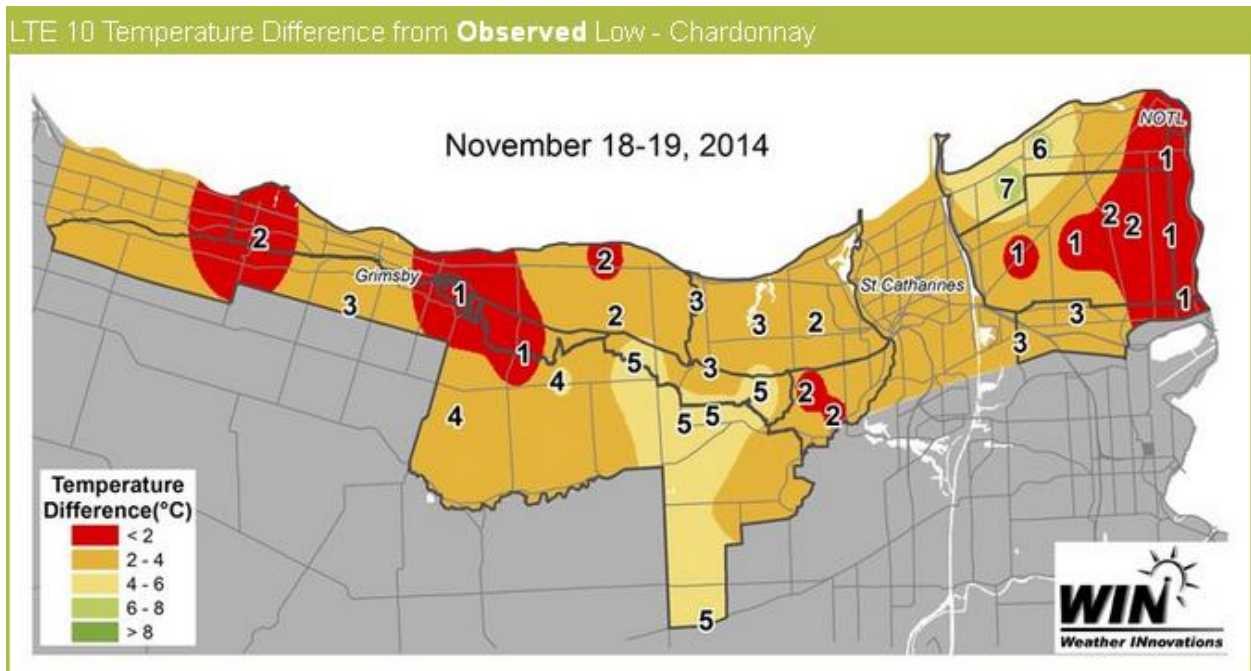 LTE 10 Temperature Difference from Observed Low - Chardonnay
November 18-19, 2014
NOTL
6
1
7
2
2
2
1
1
1
2
Grimsby
St Catharines
1
3
3
1
3
2
3
2
3
1
5
3
4
5
2
4
5
5
2
Temperature
Difference(°C)
< 2
2 - 4
4 - 6
6 - 8
> 8
5
WIN
Weather INnovations